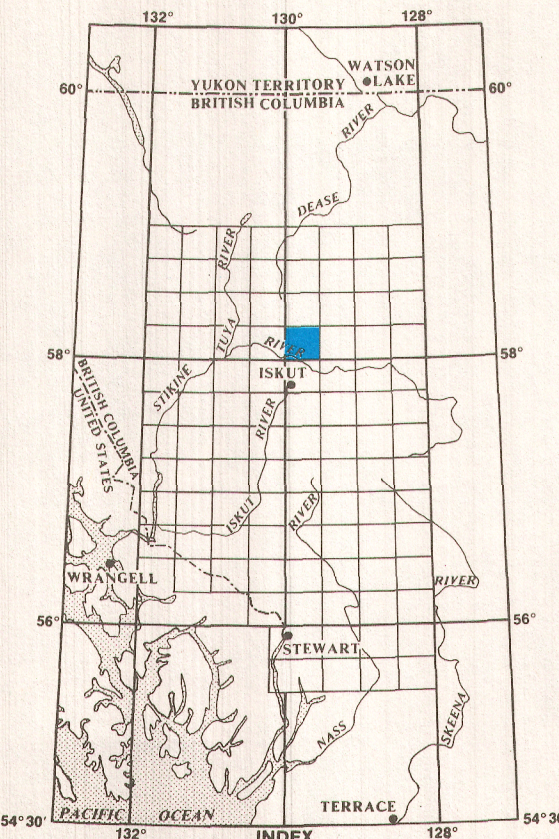 132° 130° 128°
WATSON
LAKE
60° YUKON TERRITORY 60°
BRITISH COLUMBIA
RIVER
DEASE
RIVER
TUYA
RIVER
58° 58°
ISKUT
STIKINE
BRITISH COLUMBIA
UNITED STATES
RIVER
ISKUT
RIVER
WRANGELL
RIVER
56° 56°
STEWART
SKEENA
NASS
TERRACE
54°30' PACIFIC OCEAN 54°3
132° 128°
INDEX